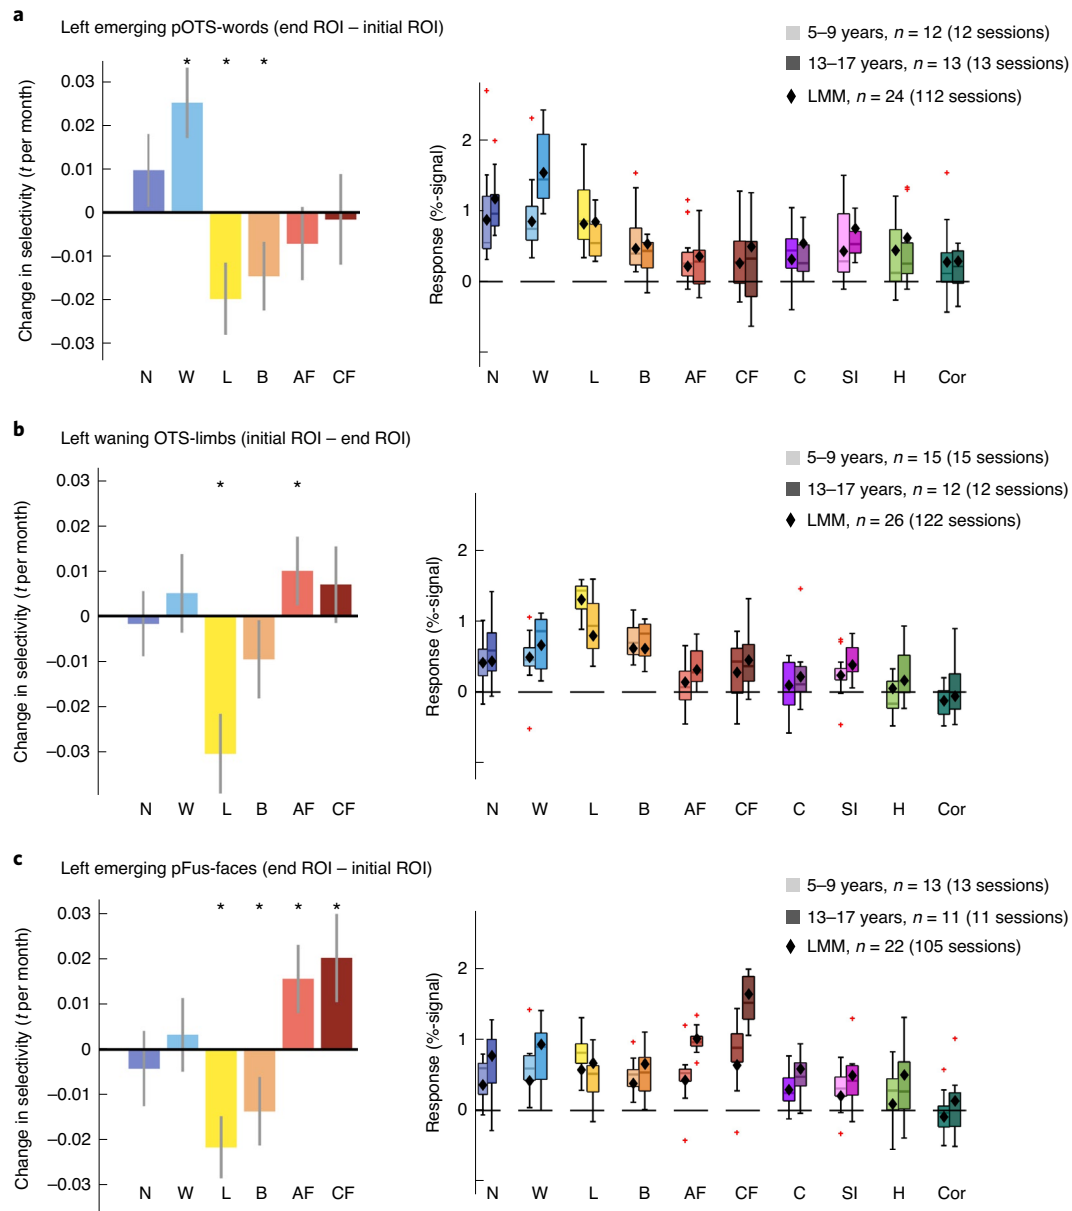 a
Left emerging pOTS-words (end ROI – initial ROI)
5–9 years, n = 12 (12 sessions)
13–17 years, n = 13 (13 sessions)
LMM, n = 24 (112 sessions)
Change in selectivity (t per month)
0.03
0.02
0.01
0
–0.01
–0.02
–0.03
* * *
N W L B AF CF
Response (%-signal)
2
1
0
N W L B AF CF C SI H Cor
b
Left waning OTS-limbs (initial ROI – end ROI)
5–9 years, n = 15 (15 sessions)
13–17 years, n = 12 (12 sessions)
LMM, n = 26 (122 sessions)
Change in selectivity (t per month)
0.03
0.02
0.01
0
–0.01
–0.02
–0.03
* *
N W L B AF CF
Response (%-signal)
2
1
0
N W L B AF CF C SI H Cor
c
Left emerging pFus-faces (end ROI – initial ROI)
5–9 years, n = 13 (13 sessions)
13–17 years, n = 11 (11 sessions)
LMM, n = 22 (105 sessions)
Change in selectivity (t per month)
0.03
0.02
0.01
0
–0.01
–0.02
–0.03
* * * *
N W L B AF CF
Response (%-signal)
2
1
0
N W L B AF CF C SI H Cor